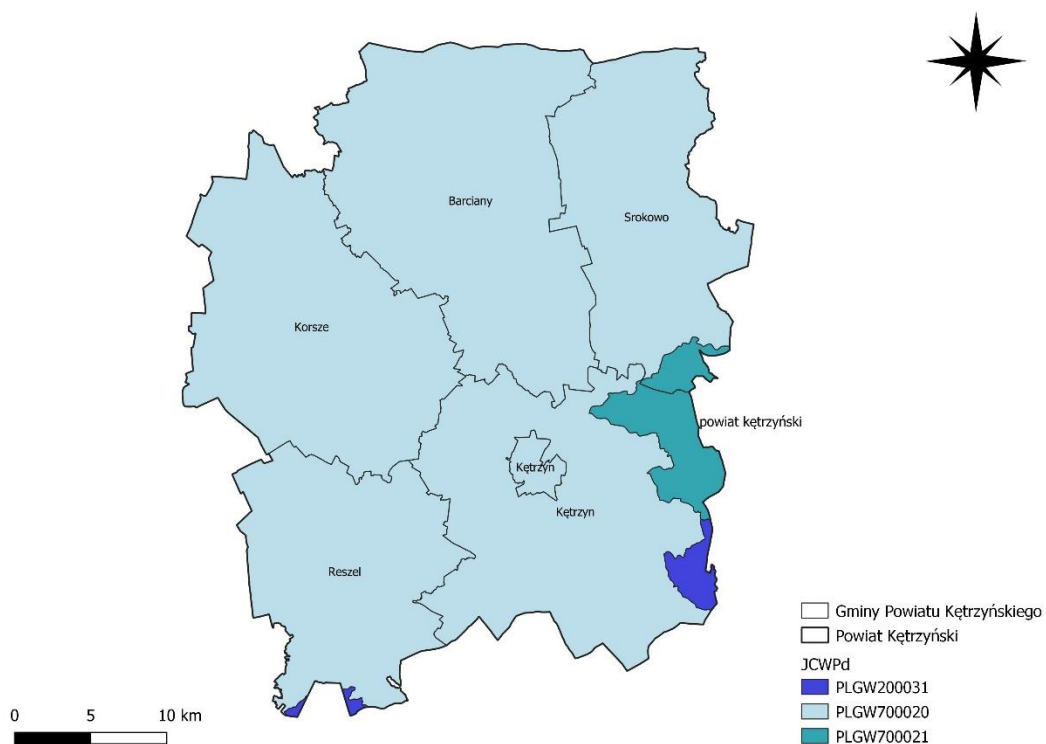 Barciany
Srokowo
Korsze
powiat kętrzyński
Kętrzyn
Kętrzyn
Reszel
Gminy Powiatu Kętrzyńskiego
Powiat Kętrzyński
JCWPd
PLGW200031
PLGW700020
PLGW700021
0 5 10 km